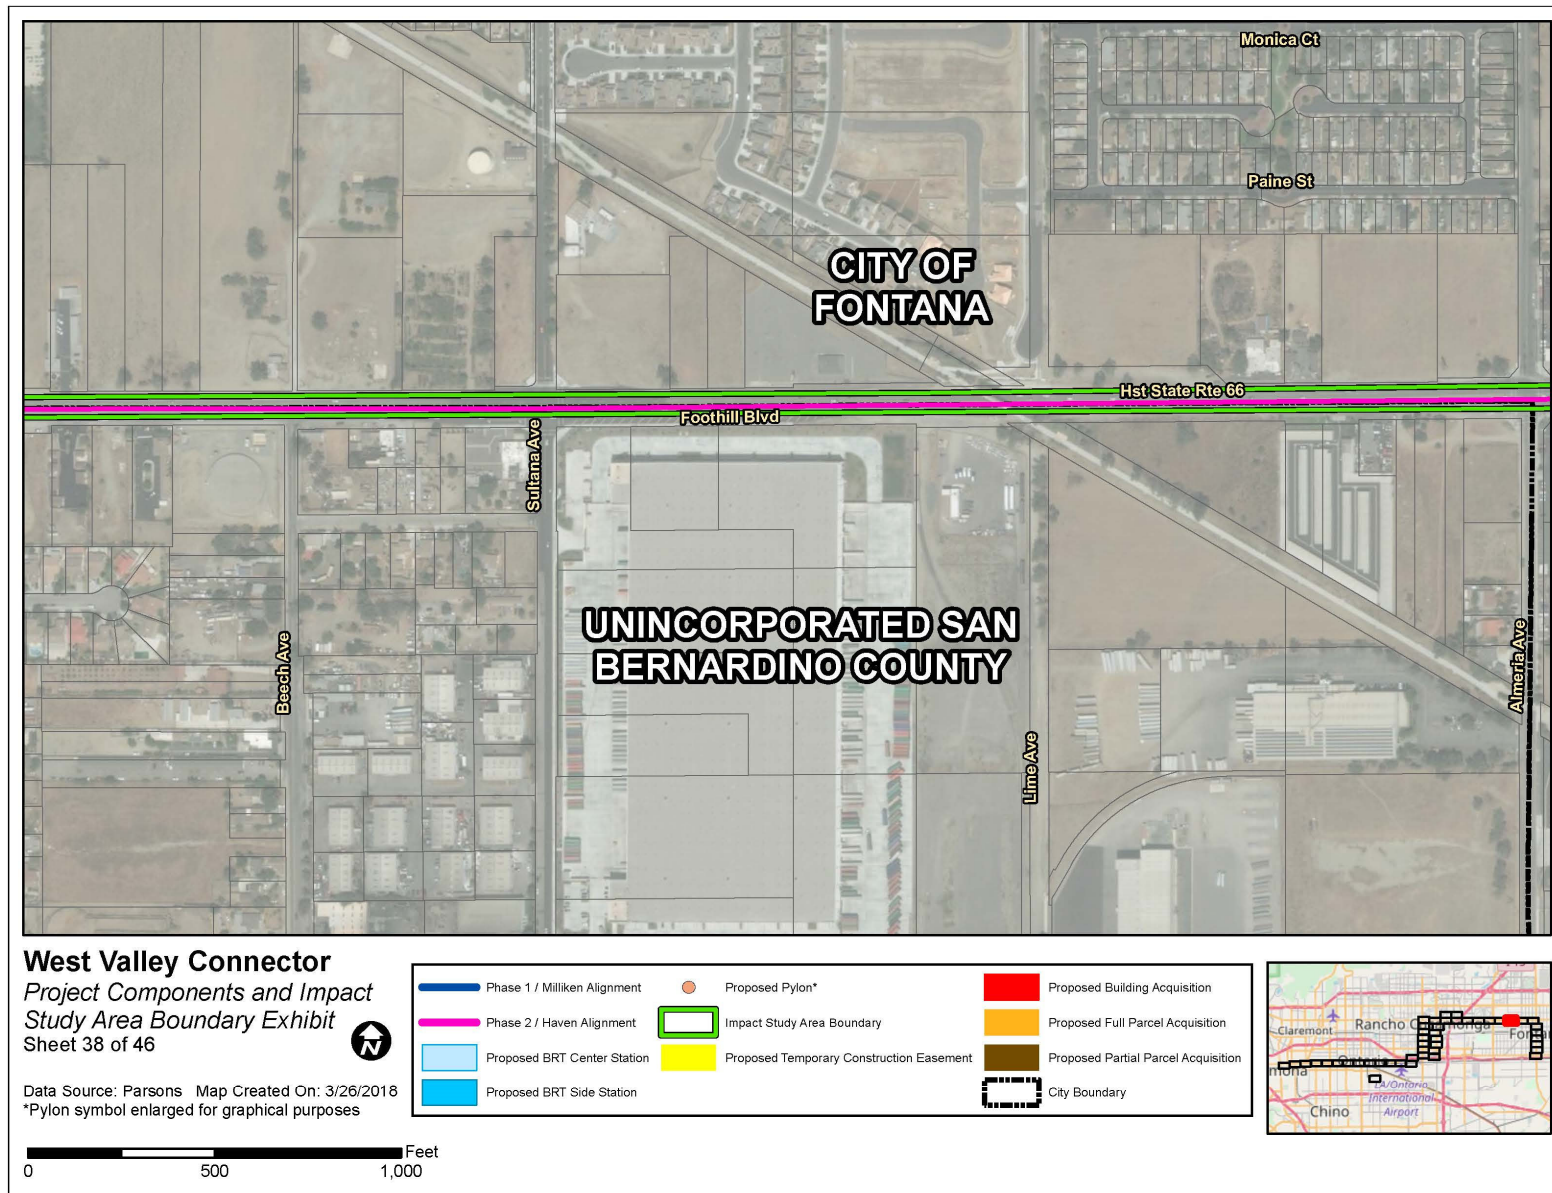 Monica Ct
Paine St
CITY OF
FONTANA
Hst State Rte 66
Foothill Blvd
Sultana Ave
UNINCORPORATED SAN
BERNARDINO COUNTY
Beech Ave
Almeria Ave
Lime Ave
West Valley Connector
Project Components and Impact
Study Area Boundary Exhibit
Sheet 38 of 46
N
Data Source: Parsons Map Created On: 3/26/2018
*Pylon symbol enlarged for graphical purposes
Feet
0 500 1,000
Phase 1 / Milliken Alignment
Phase 2 / Haven Alignment
Proposed BRT Center Station
Proposed BRT Side Station
Proposed Pylon*
Impact Study Area Boundary
Proposed Temporary Construction Easement
Proposed Building Acquisition
Proposed Full Parcel Acquisition
Proposed Partial Parcel Acquisition
City Boundary
Claremont
Rancho
Ontario
LA/Ontario
International
Airport
Chino